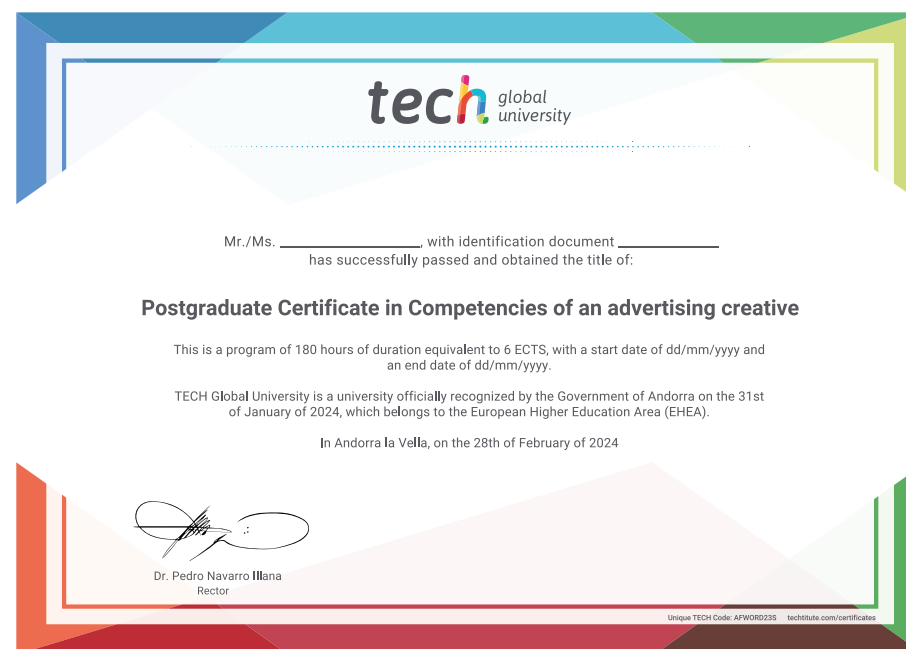 tech global
university
Mr./Ms. ____________________, with identification document ______________
has successfully passed and obtained the title of:
Postgraduate Certificate in Competencies of an advertising creative
This is a program of 180 hours of duration equivalent to 6 ECTS, with a start date of dd/mm/yyyy and
an end date of dd/mm/yyyy.
TECH Global University is a university officially recognized by the Government of Andorra on the 31st
of January of 2024, which belongs to the European Higher Education Area (EHEA).
In Andorra la Vella, on the 28th of February of 2024
Dr. Pedro Navarro Illana
Rector
Unique TECH Code: AFWORD23S techtitute.com/certificates